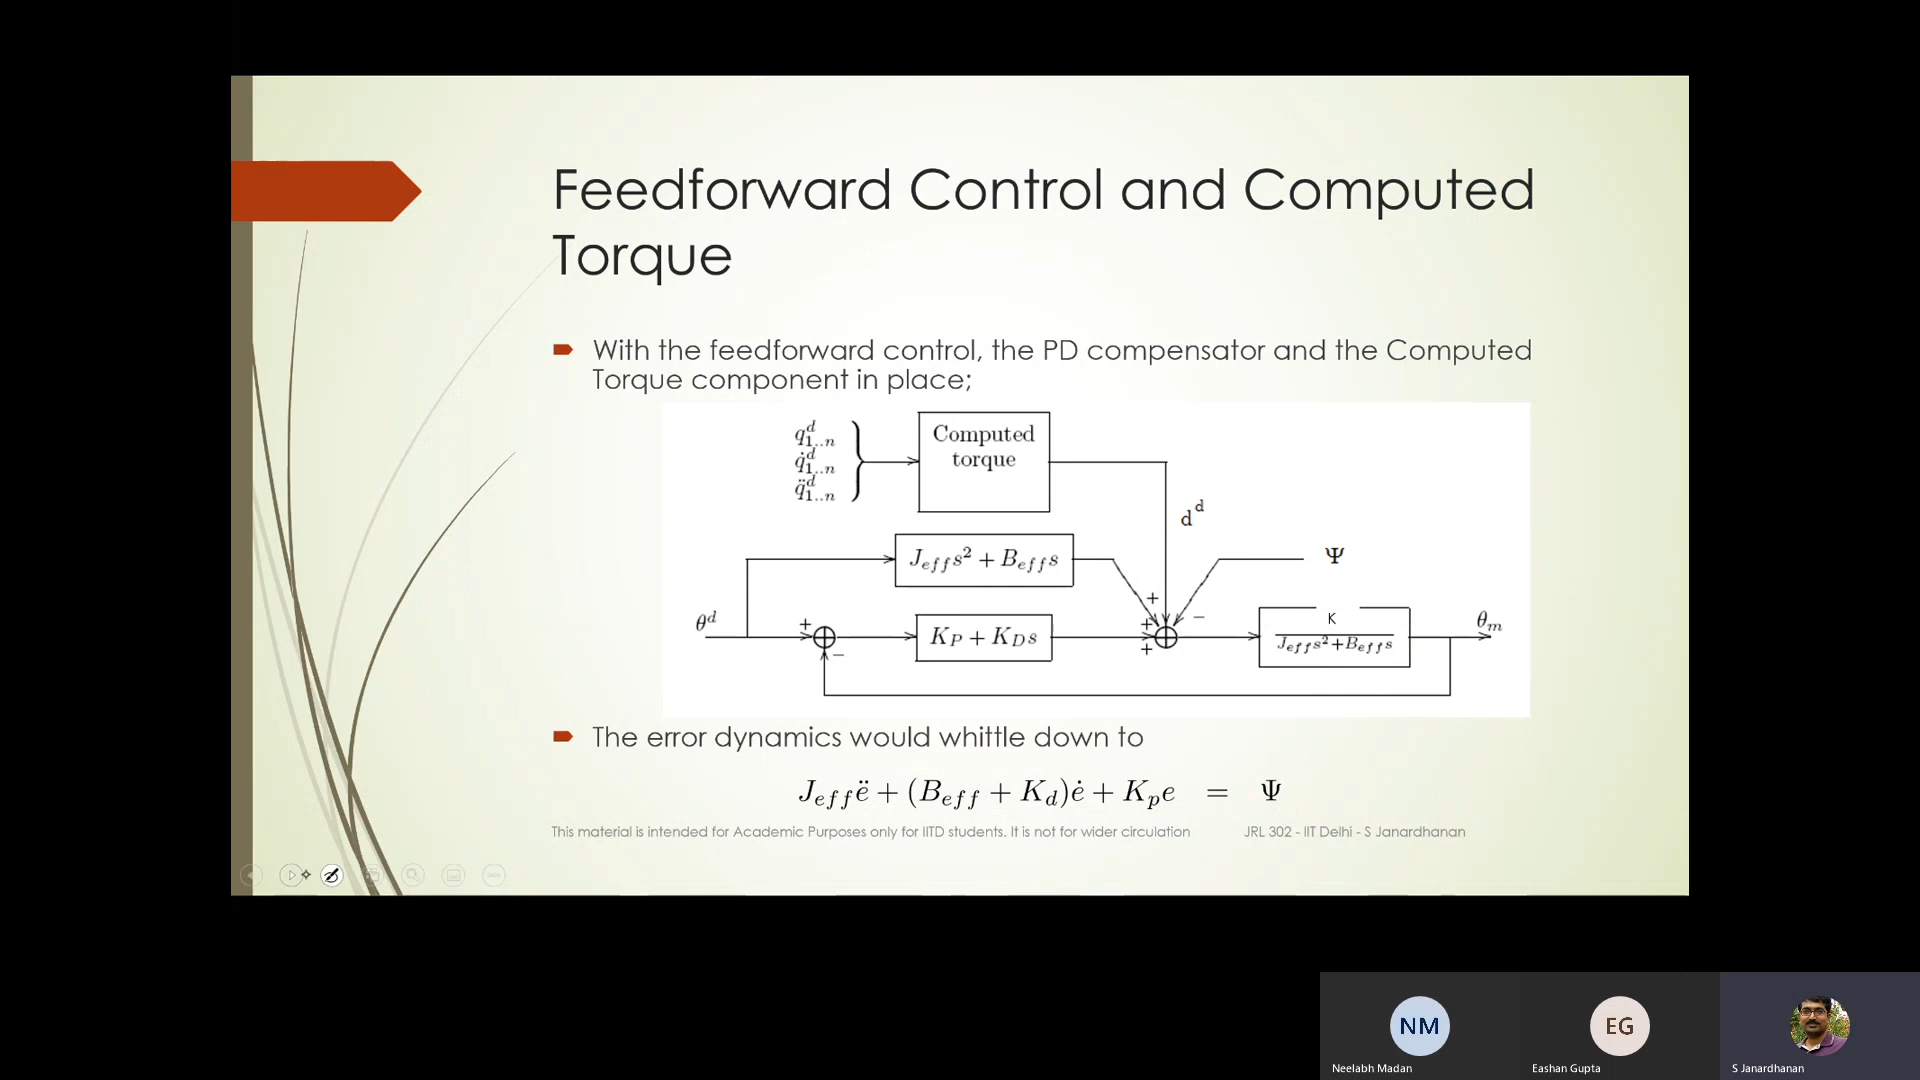 Feedforward Control and Computed
Torque
With the feedforward control, the PD compensator and the Computed
Torque component in place;
q^d_{1..n}
q̇^d_{1..n}
q̈^d_{1..n}
Computed
torque
d^d
J_{eff}s^2 + B_{eff}s
Ψ
+
−
θ^d
+
−
K_P + K_Ds
+
+
K
J_{eff}s^2+B_{eff}s
θ_m
The error dynamics would whittle down to
J_{eff}ë + (B_{eff} + K_d)ė + K_pe = Ψ
This material is intended for Academic Purposes only for IITD students. It is not for wider circulation JRL 302 - IIT Delhi - S Janardhanan
NM
EG
Neelabh Madan
Eashan Gupta
S Janardhanan